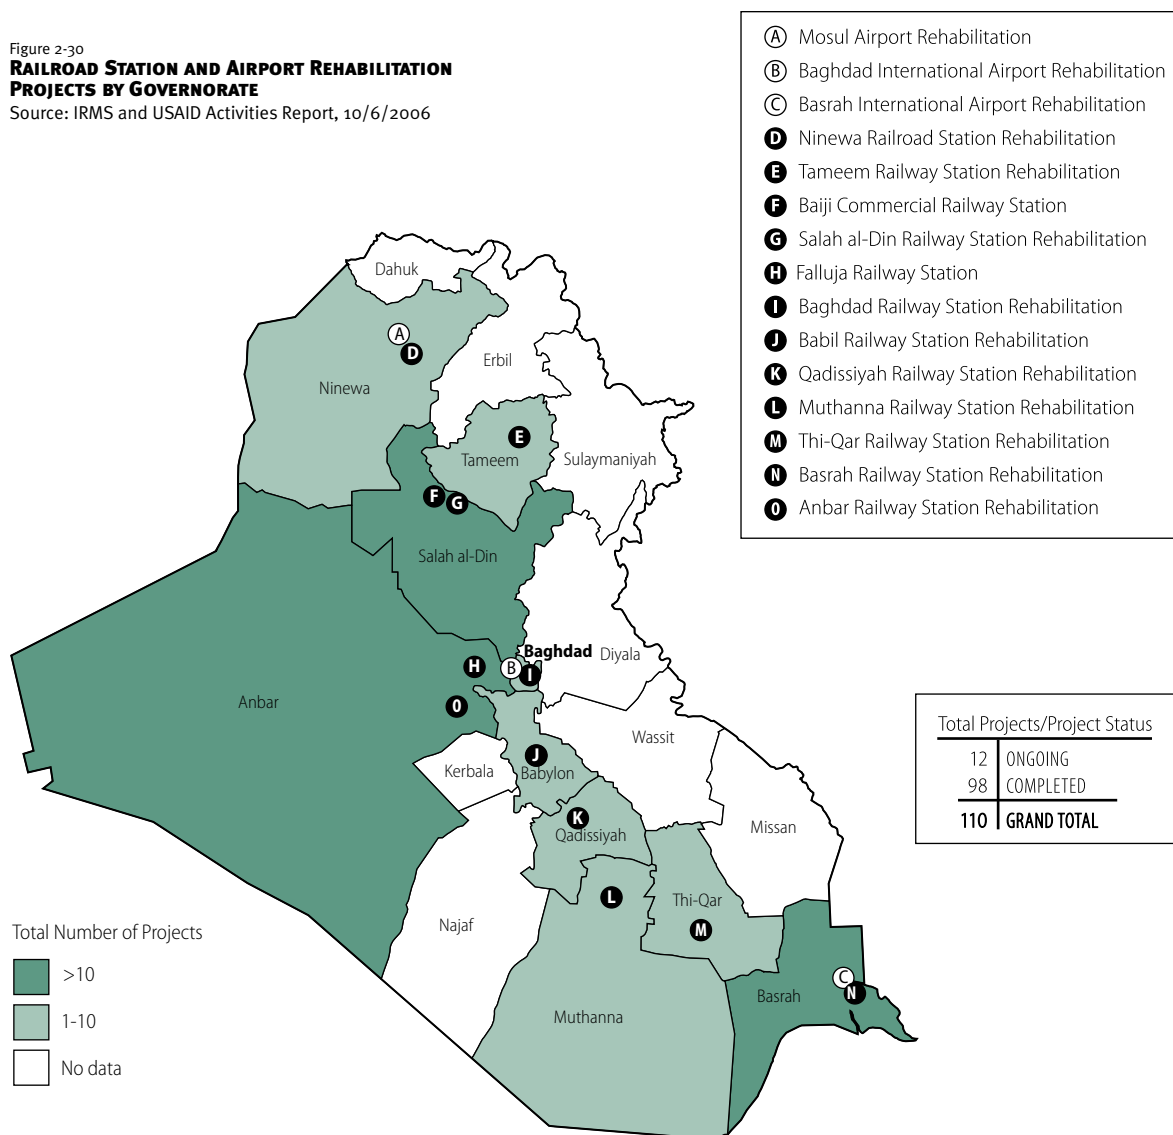 Figure 2-30
Railroad Station and Airport Rehabilitation
Projects by Governorate
Source: IRMS and USAID Activities Report, 10/6/2006
A Mosul Airport Rehabilitation
B Baghdad International Airport Rehabilitation
C Basrah International Airport Rehabilitation
D Ninewa Railroad Station Rehabilitation
E Tameem Railway Station Rehabilitation
F Baiji Commercial Railway Station
G Salah al-Din Railway Station Rehabilitation
H Falluja Railway Station
I Baghdad Railway Station Rehabilitation
J Babil Railway Station Rehabilitation
K Qadissiyah Railway Station Rehabilitation
L Muthanna Railway Station Rehabilitation
M Thi-Qar Railway Station Rehabilitation
N Basrah Railway Station Rehabilitation
O Anbar Railway Station Rehabilitation
Dahuk
A
D
Erbil
Ninewa
E
Tameem
Sulaymaniyah
F
G
Salah al-Din
Baghdad
Diyala
H
B
I
Anbar
O
Wassit
J
Kerbala
Babylon
K
Qadissiyah
Missan
L
Thi-Qar
Najaf
M
C
N
Basrah
Muthanna
Total Projects/Project Status
12 ONGOING
98 COMPLETED
110 GRAND TOTAL
Total Number of Projects
>10
1-10
No data